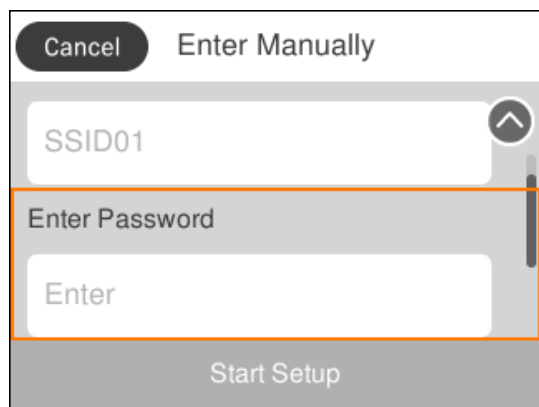 Cancel Enter Manually
SSID01
Enter Password
Enter
Start Setup